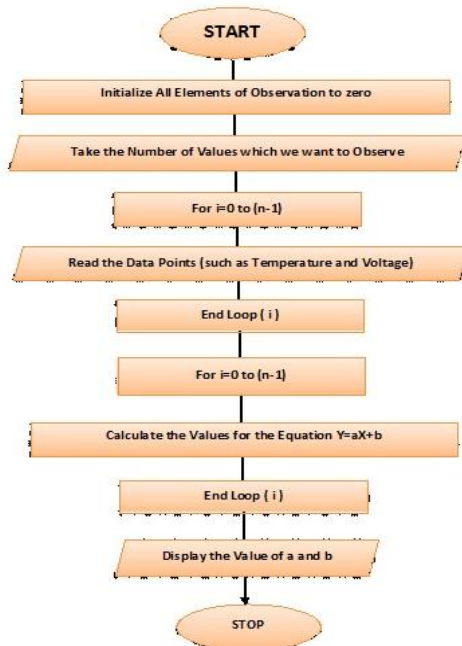 START
Initialize All Elements of Observation to zero
Take the Number of Values which we want to Observe
For i=0 to (n-1)
Read the Data Points (such as Temperature and Voltage)
End Loop ( i )
For i=0 to (n-1)
Calculate the Values for the Equation Y=aX+b
End Loop ( i )
Display the Value of a and b
STOP